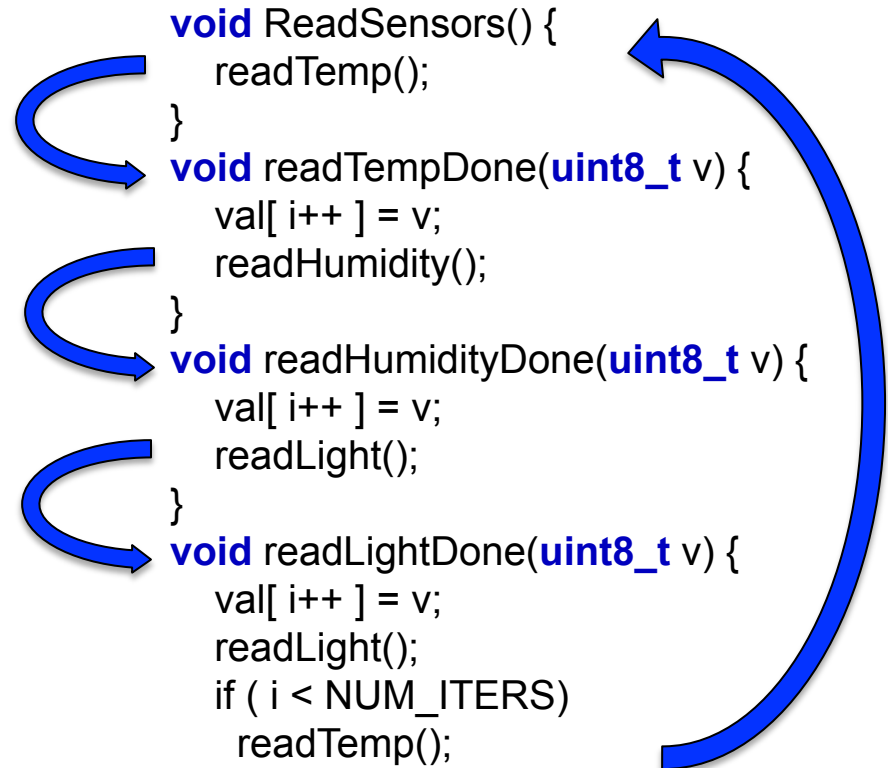 void ReadSensors() {
readTemp();
}
void readTempDone(uint8_t v) {
val[ i++ ] = v;
readHumidity();
}
void readHumidityDone(uint8_t v) {
val[ i++ ] = v;
readLight();
}
void readLightDone(uint8_t v) {
val[ i++ ] = v;
readLight();
if ( i < NUM_ITERS)
readTemp();